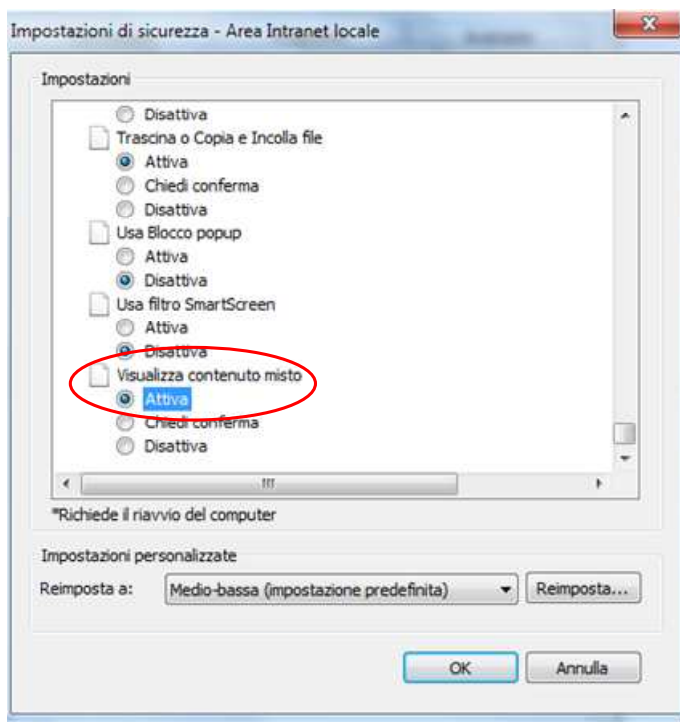 Impostazioni di sicurezza - Area Intranet locale
Impostazioni
Disattiva
Trascina o Copia e Incolla file
Attiva
Chiedi conferma
Disattiva
Usa Blocco popup
Attiva
Disattiva
Usa filtro SmartScreen
Attiva
Disattiva
Visualizza contenuto misto
Attiva
Chiedi conferma
Disattiva
*Richiede il riavvio del computer
Impostazioni personalizzate
Reimposta a: Medio-bassa (impostazione predefinita) Reimposta...
OK Annulla